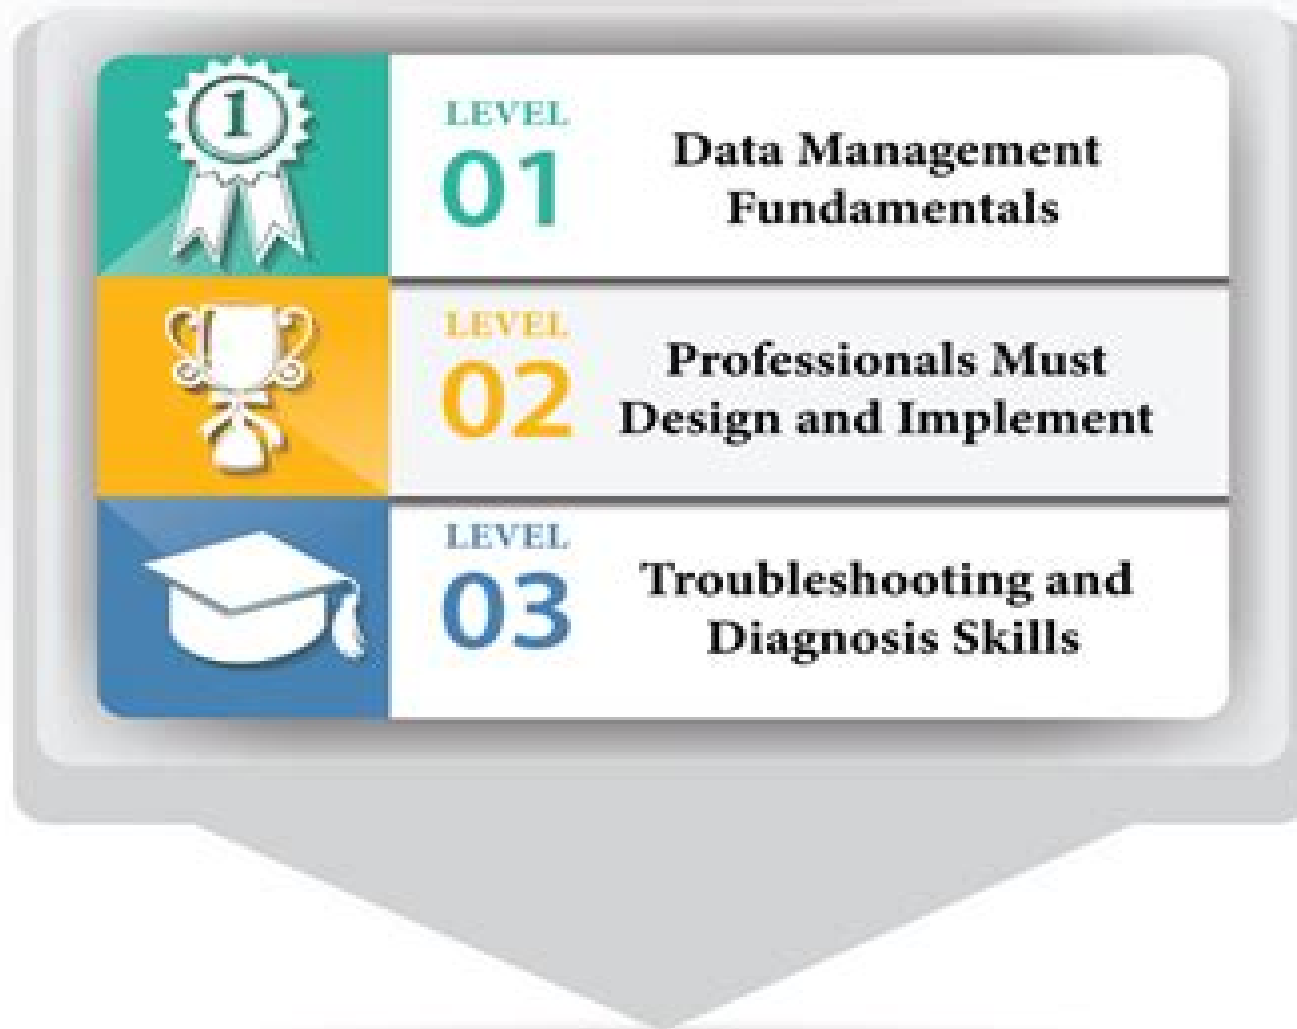 1
LEVEL
01
Data Management
Fundamentals
LEVEL
02
Professionals Must
Design and Implement
LEVEL
03
Troubleshooting and
Diagnosis Skills